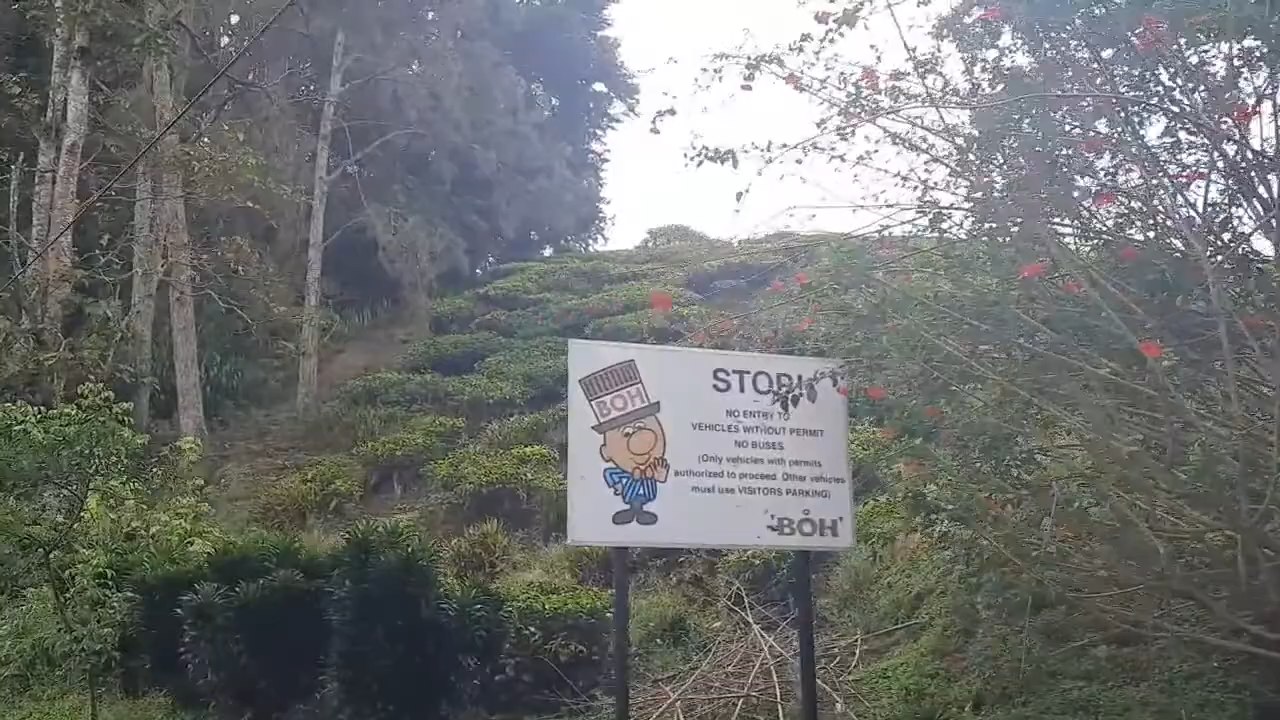 BOH
STOP!
NO ENTRY TO
VEHICLES WITHOUT PERMIT
NO BUSES.
(Only vehicles with permits
authorized to proceed. Other vehicles
must use VISITORS PARKING)
BOH